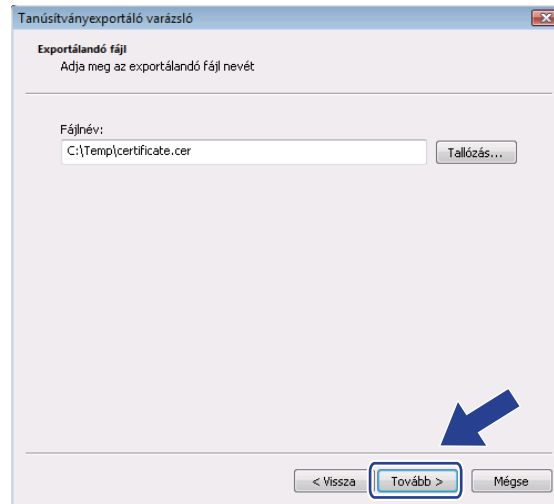 Tanúsítványexportáló varázsló
Exportálandó fájl
Adja meg az exportálandó fájl nevét
Fájlnév:
C:\Temp\certificate.cer
Tallózás...
< Vissza
Tovább >
Mégse